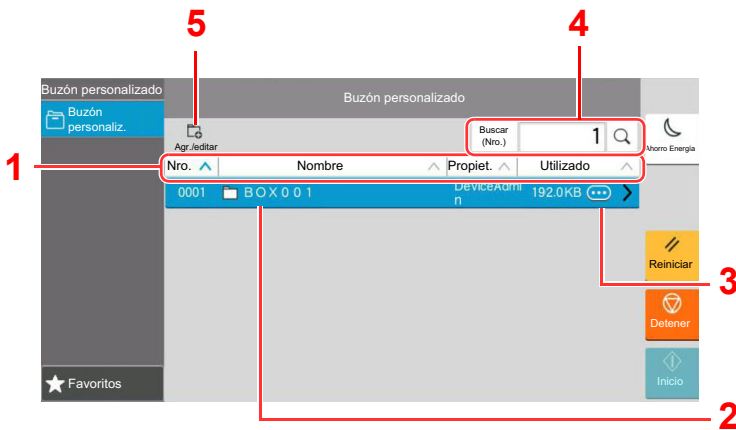 5
4
Buzón personalizado
Buzón personalizado
Buzón
personaliz.
Agr./editar
Buscar
(Nro.)
1
Ahorro Energia
1
Nro.
Nombre
Propiet.
Utilizado
0001
BOX001
DeviceAdmi
n
192.0KB
Reiniciar
3
Detener
Favoritos
Inicio
2